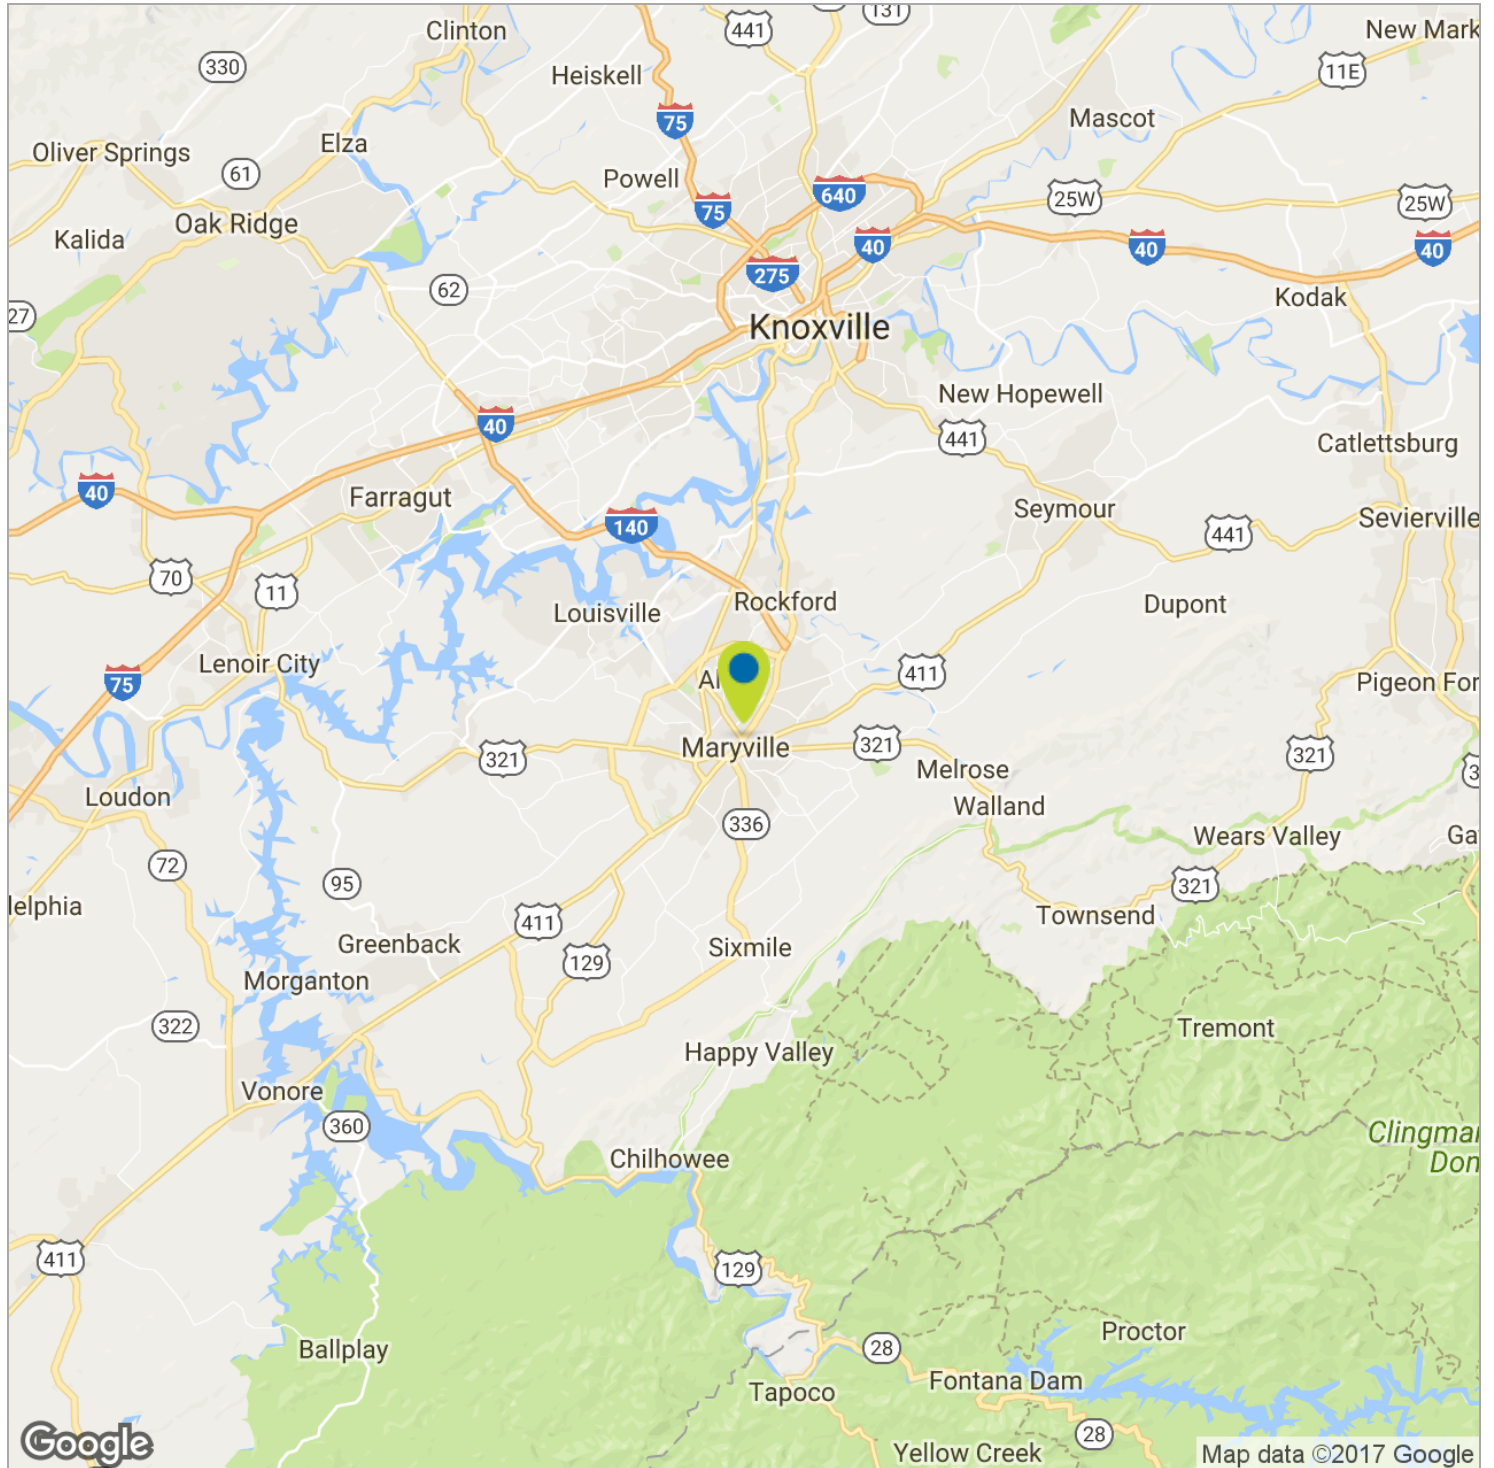 441
131
Clinton
New Mark
330
Heiskell
11E
75
Mascot
Elza
Oliver Springs
61
Powell
640
25W
75
25W
Oak Ridge
Kalida
40
40
40
275
62
27
Kodak
Knoxville
New Hopewell
40
441
Catlettsburg
40
Farragut
Seymour
140
Sevierville
441
70
11
Rockford
Dupont
Louisville
Lenoir City
411
75
Al
Pigeon For
321
Maryville
321
321
Melrose
3
Loudon
Walland
336
Wears Valley
Ga
72
95
321
lelphia
Townsend
411
Greenback
Sixmile
129
Morganton
322
Tremont
Happy Valley
Vonore
360
Clingman
Dom
Chilhowee
411
129
Proctor
Ballplay
28
Fontana Dam
Tapoco
28
Google
Yellow Creek
Map data ©2017 Google